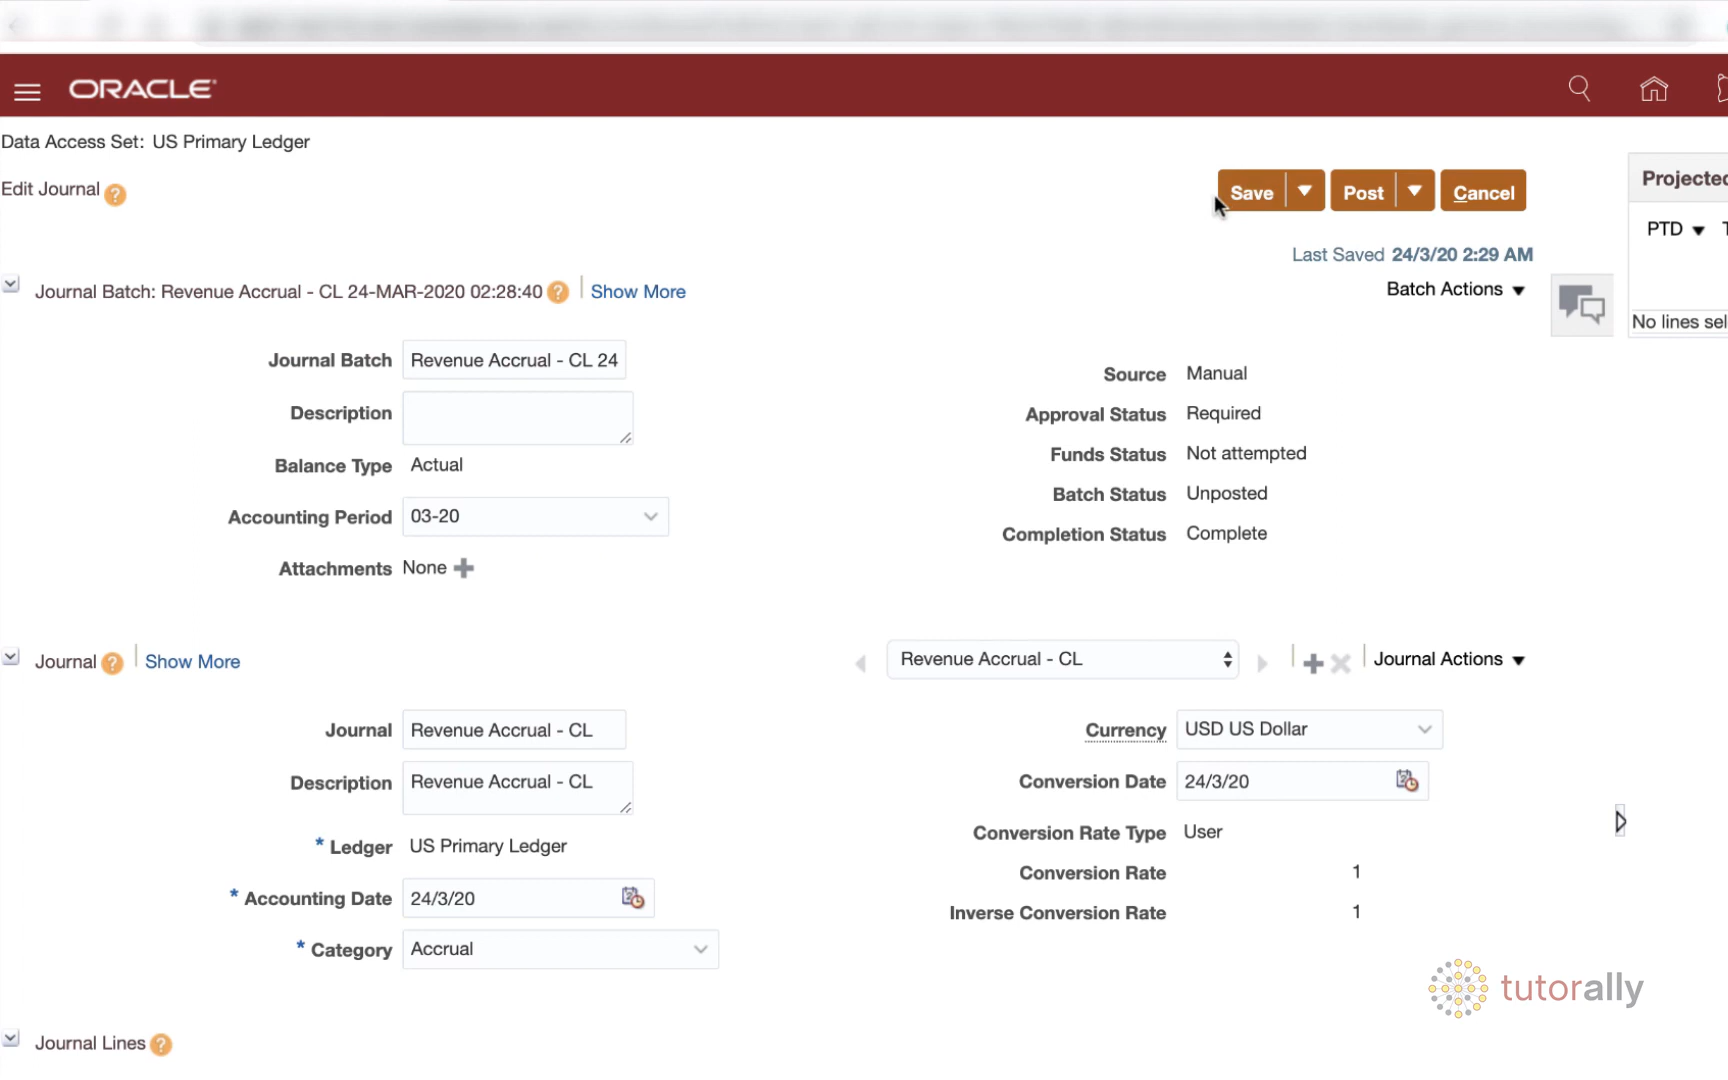 ORACLE
Data Access Set: US Primary Ledger
Edit Journal ?
Save Post Cancel
Last Saved 24/3/20 2:29 AM
Journal Batch: Revenue Accrual - CL 24-MAR-2020 02:28:40 ? Show More
Batch Actions
Journal Batch Revenue Accrual - CL 24
Description
Balance Type Actual
Accounting Period 03-20
Attachments None
Source Manual
Approval Status Required
Funds Status Not attempted
Batch Status Unposted
Completion Status Complete
Projected
PTD T
No lines sel
Journal ? Show More
Revenue Accrual - CL
Journal Actions
Journal Revenue Accrual - CL
Description Revenue Accrual - CL
* Ledger US Primary Ledger
* Accounting Date 24/3/20
* Category Accrual
Currency USD US Dollar
Conversion Date 24/3/20
Conversion Rate Type User
Conversion Rate 1
Inverse Conversion Rate 1
tutorally
Journal Lines ?